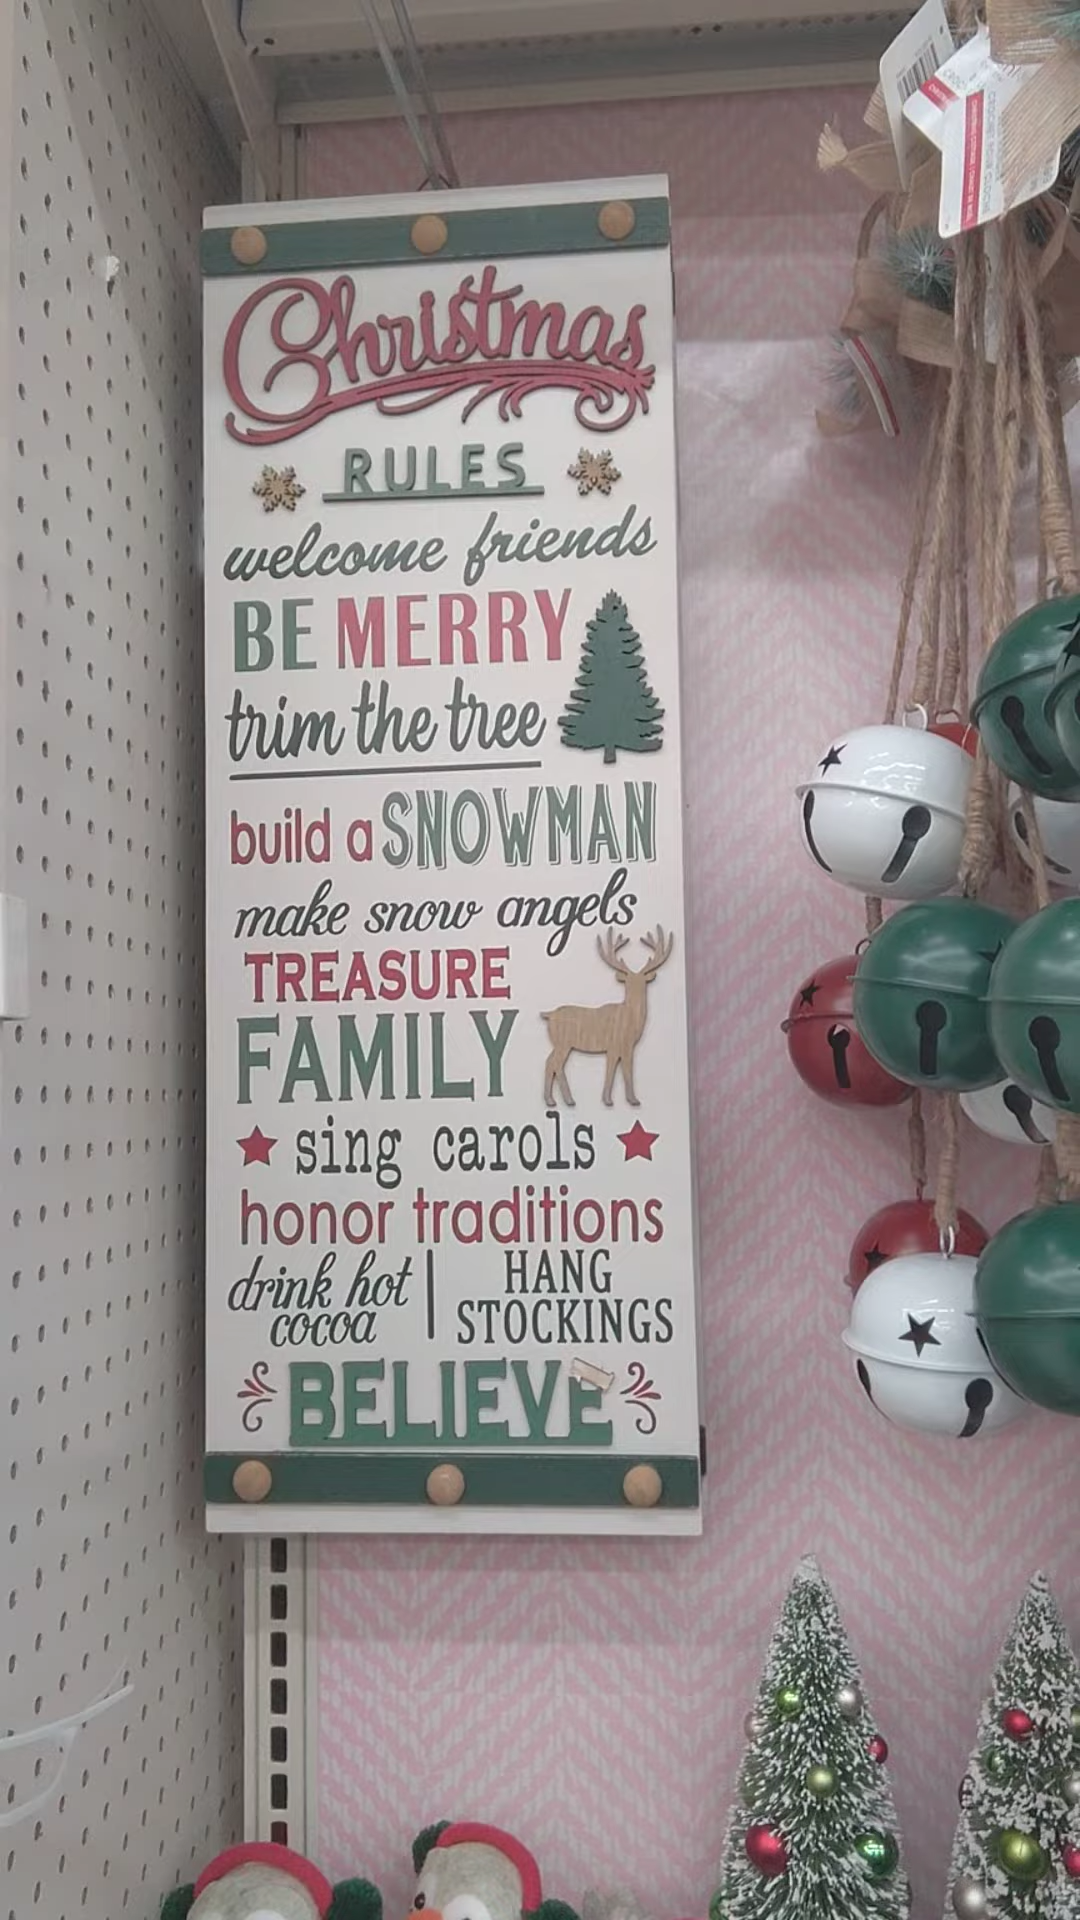 Christmas
RULES
welcome friends
BE MERRY
trim the tree
build a SNOWMAN
make snow angels
TREASURE
FAMILY
sing carols
honor traditions
drink hot
cocoa
HANG
STOCKINGS
BELIEVE